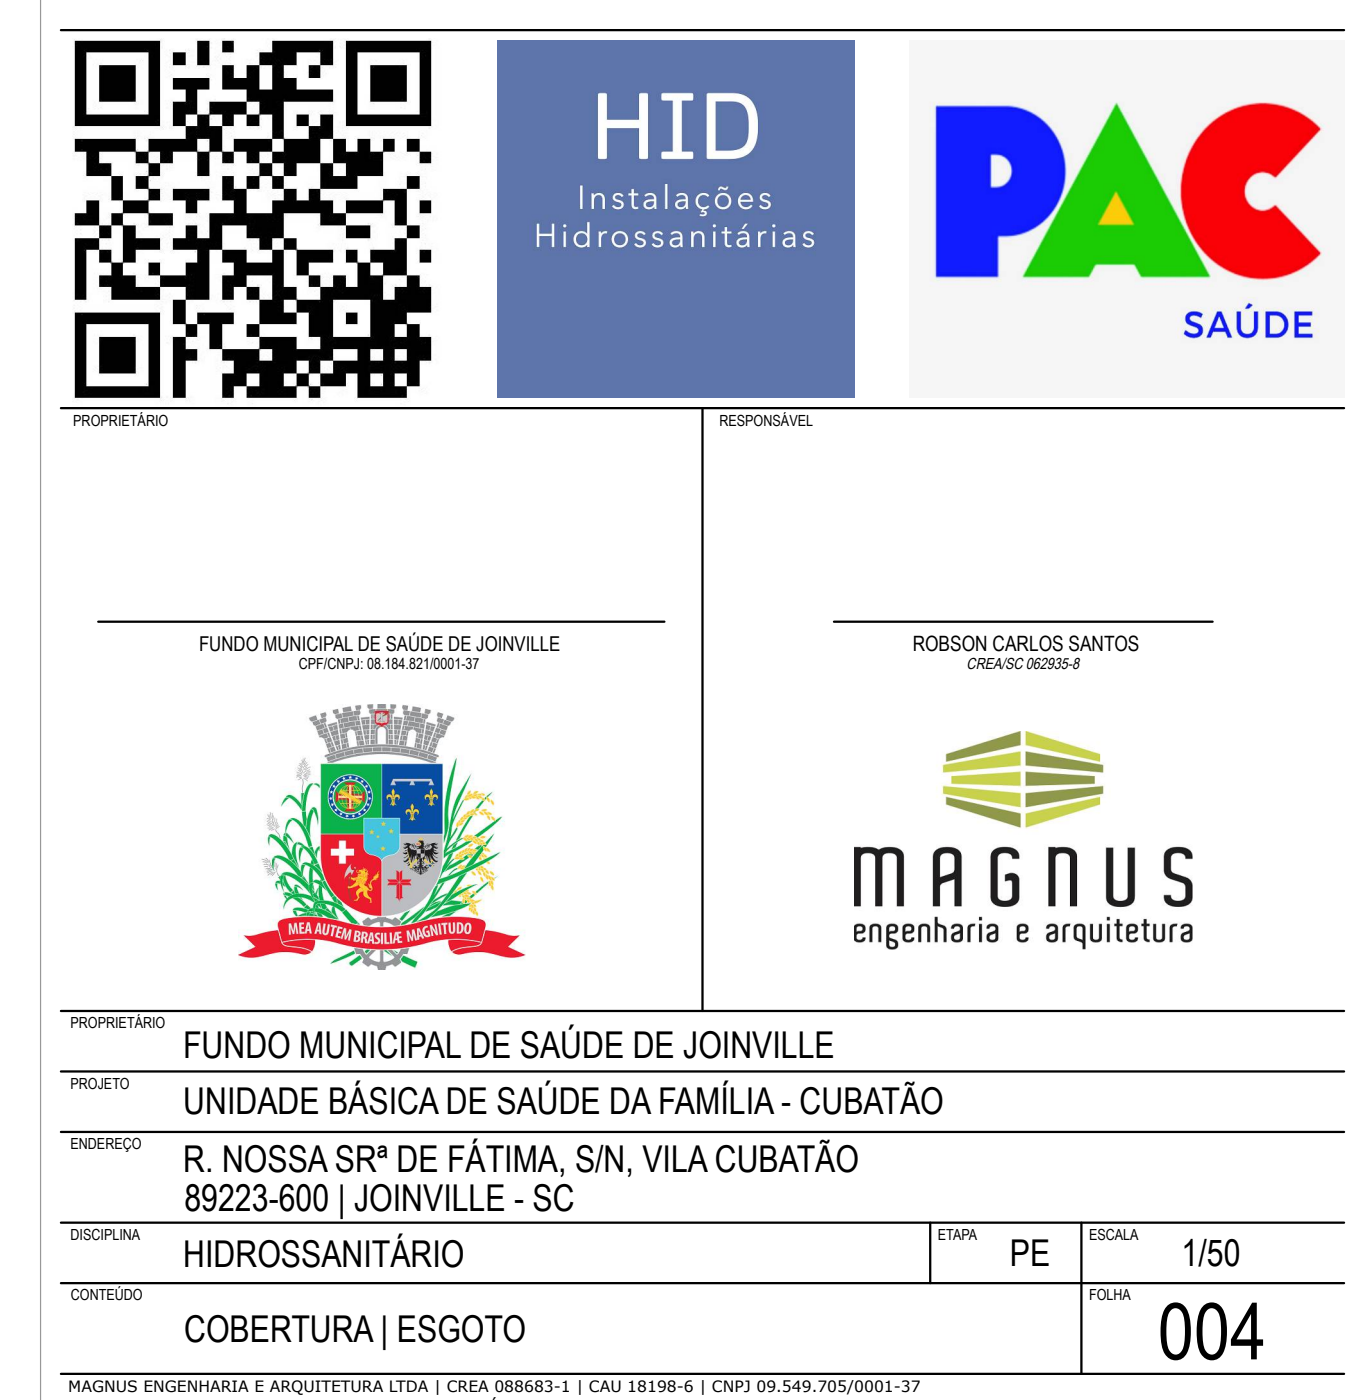 HID
Instalações
Hidrossanitárias
PAC
SAÚDE
PROPRIETÁRIO
RESPONSÁVEL
FUNDO MUNICIPAL DE SAÚDE DE JOINVILLE
CPF/CNPJ: 08.184.821/0001-37
ROBSON CARLOS SANTOS
CREA/SC 062935-8
MEA AUTEM BRASILIÆ MAGNITUDO
MAGNUS
engenharia e arquitetura
PROPRIETÁRIO
FUNDO MUNICIPAL DE SAÚDE DE JOINVILLE
PROJETO
UNIDADE BÁSICA DE SAÚDE DA FAMÍLIA - CUBATÃO
ENDEREÇO
R. NOSSA SRª DE FÁTIMA, S/N, VILA CUBATÃO
89223-600 | JOINVILLE - SC
DISCIPLINA
HIDROSSANITÁRIO
ETAPA
PE
ESCALA
1/50
CONTEÚDO
COBERTURA | ESGOTO
FOLHA
004
MAGNUS ENGENHARIA E ARQUITETURA LTDA | CREA 088683-1 | CAU 18198-6 | CNPJ 09.549.705/0001-37